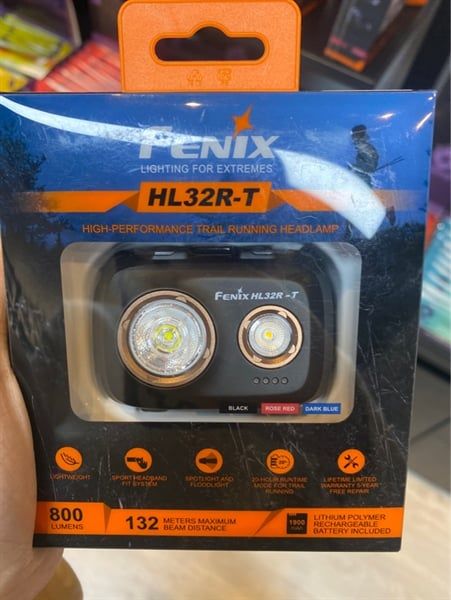 FENIX
LIGHTING FOR EXTREMES
HL32R-T
HIGH-PERFORMANCE TRAIL RUNNING HEADLAMP
FENIX HL32R-T
BLACK ROSE RED DARK BLUE
LIGHTWEIGHT
SPORT HEADBAND
FIT SYSTEM
SPOTLIGHT AND
FLOODLIGHT
20-HOUR RUNTIME
MODE FOR TRAIL
RUNNING
LIFETIME LIMITED
WARRANTY 5-YEAR
FREE REPAIR
800
LUMENS
132 METERS MAXIMUM
BEAM DISTANCE
1900
mAh
LITHIUM POLYMER
RECHARGEABLE
BATTERY INCLUDED